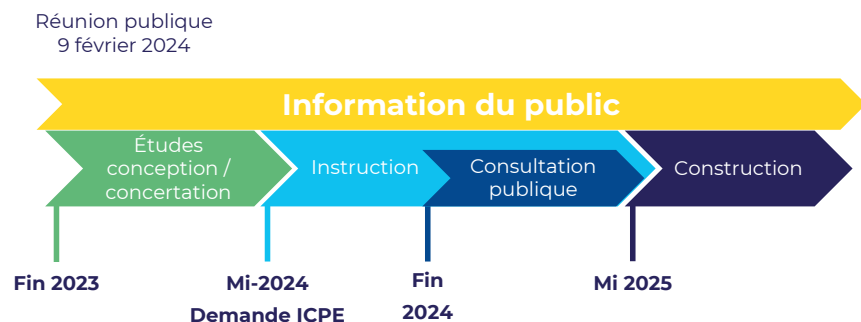 Réunion publique
9 février 2024
Information du public
Études
conception /
concertation
Instruction
Consultation
publique
Construction
Fin 2023
Mi-2024
Demande ICPE
Fin
2024
Mi 2025